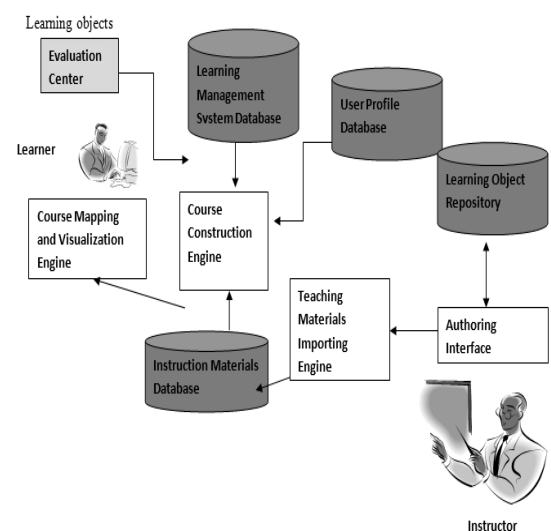 Learning objects
Evaluation
Center
Learning
Management
System Database
User Profile
Database
Learner
Learning Object
Repository
Course Mapping
and Visualization
Engine
Course
Construction
Engine
Teaching
Materials
Importing
Engine
Authoring
Interface
Instruction Materials
Database
Instructor